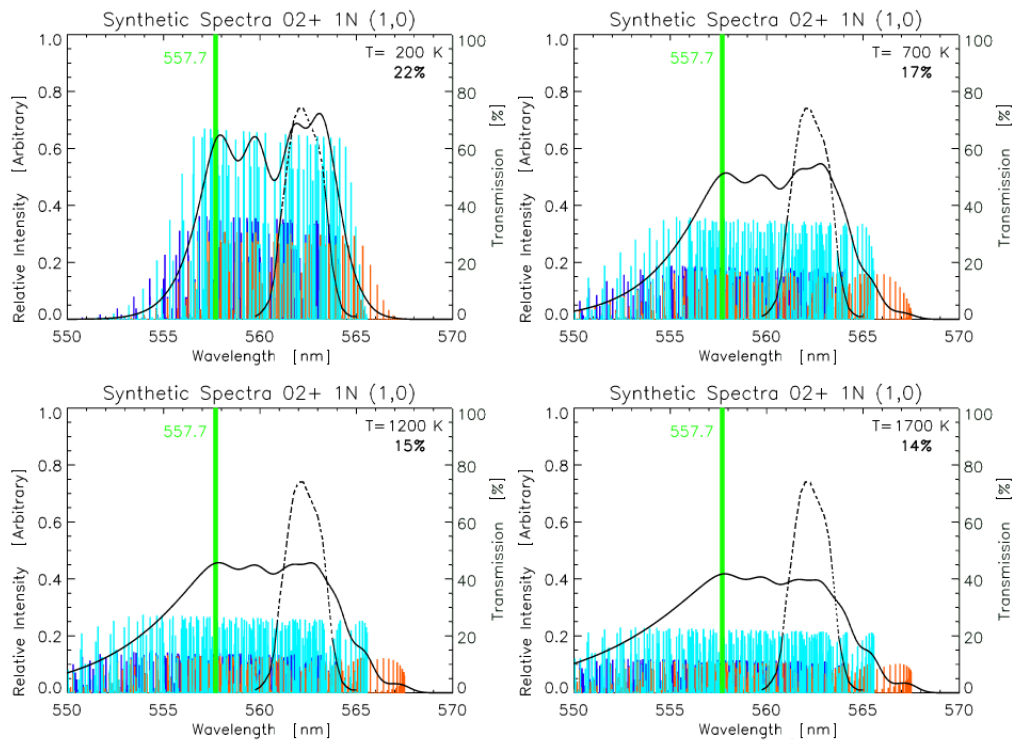 Synthetic Spectra O2+ 1N (1,0)
1.0
0.8
0.6
0.4
0.2
0.0
Relative Intensity [Arbitrary]
557.7
T= 200 K
22%
100
80
60
40
20
0
Transmission [%]
550 555 560 565 570
Wavelength [nm]
Synthetic Spectra O2+ 1N (1,0)
1.0
0.8
0.6
0.4
0.2
0.0
Relative Intensity [Arbitrary]
557.7
T= 700 K
17%
100
80
60
40
20
0
Transmission [%]
550 555 560 565 570
Wavelength [nm]
Synthetic Spectra O2+ 1N (1,0)
1.0
0.8
0.6
0.4
0.2
0.0
Relative Intensity [Arbitrary]
557.7
T=1200 K
15%
100
80
60
40
20
0
Transmission [%]
550 555 560 565 570
Wavelength [nm]
Synthetic Spectra O2+ 1N (1,0)
1.0
0.8
0.6
0.4
0.2
0.0
Relative Intensity [Arbitrary]
557.7
T=1700 K
14%
100
80
60
40
20
0
Transmission [%]
550 555 560 565 570
Wavelength [nm]